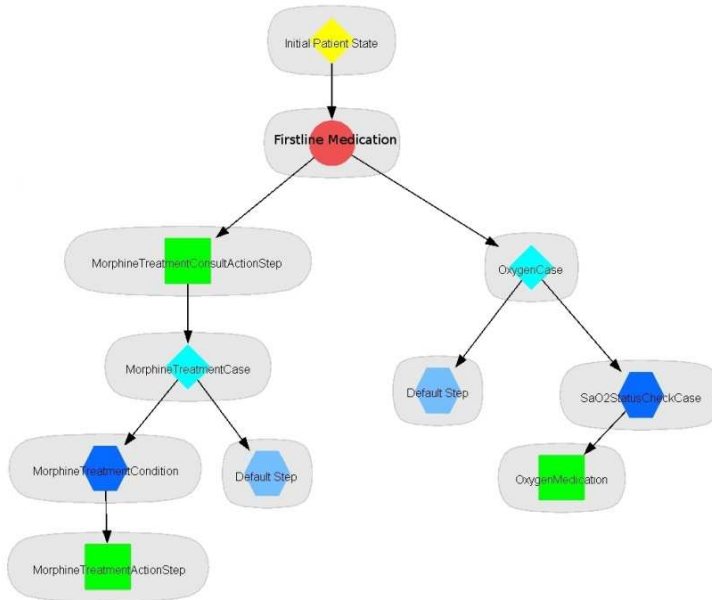 Initial Patient State
Firstline Medication
MorphineTreatmentConsultActionStep
OxygenCase
MorphineTreatmentCase
Default Step
SaO2StatusCheckCase
MorphineTreatmentCondition
Default Step
OxygenMedication
MorphineTreatmentActionStep